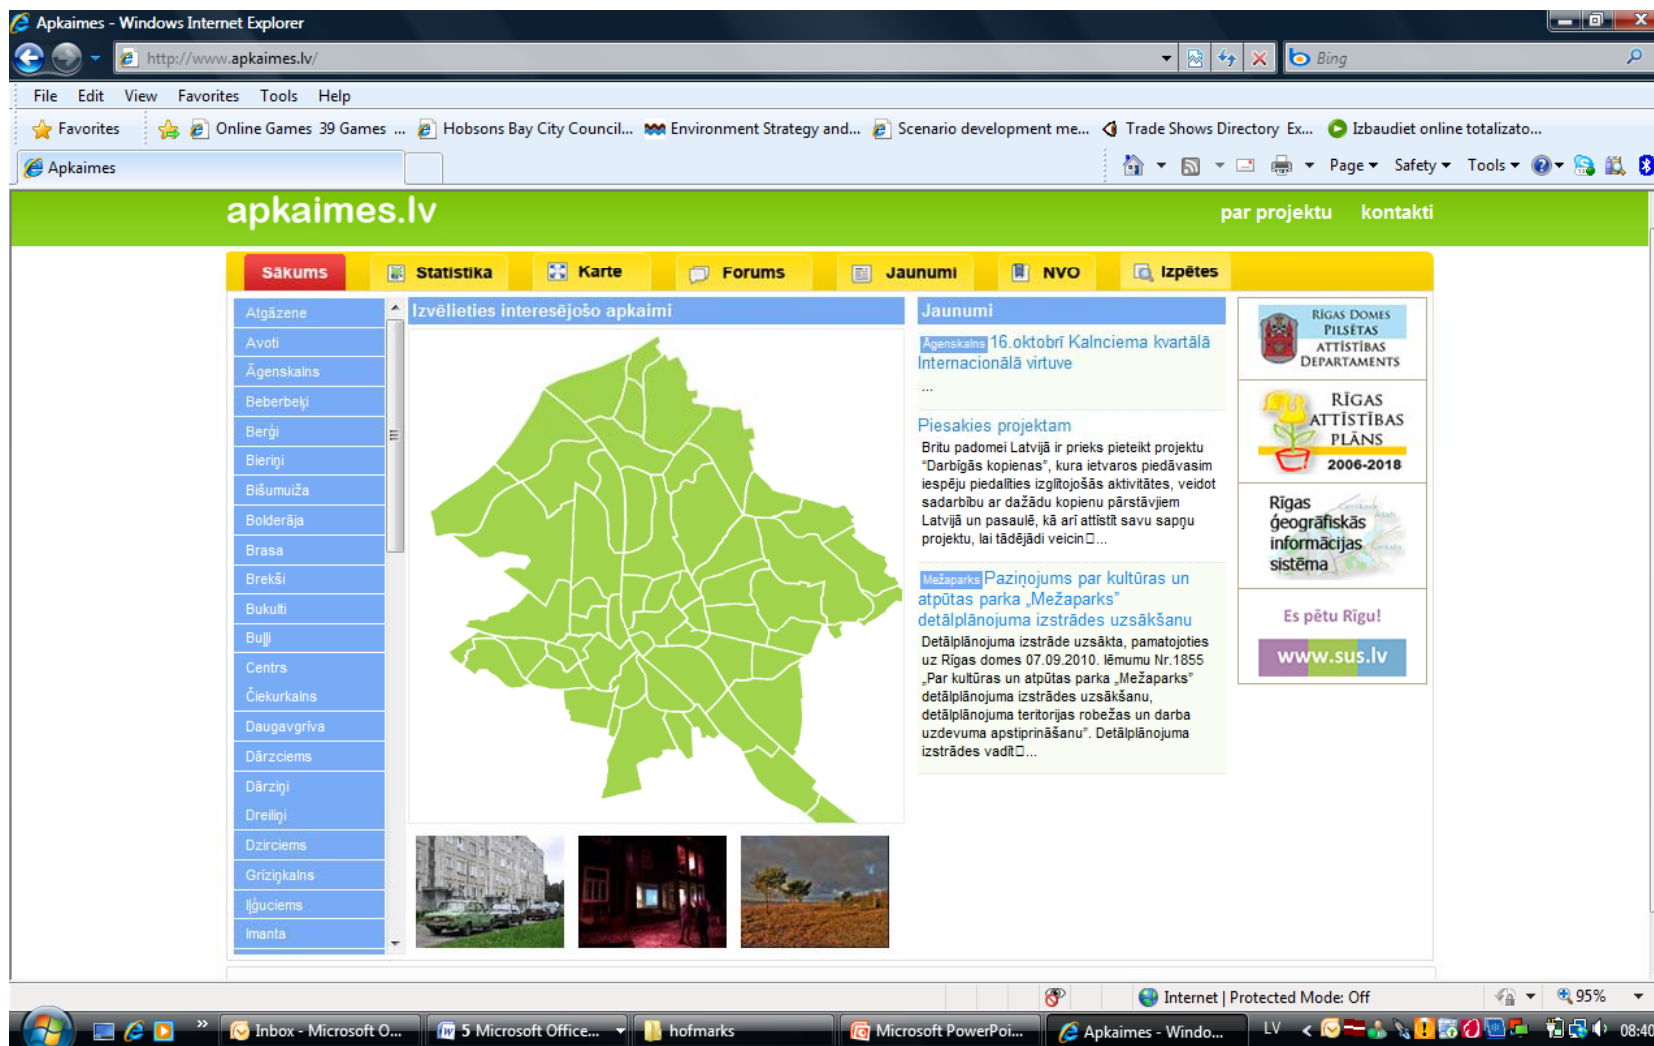 Apkaimes - Windows Internet Explorer
http://www.apkaimes.lv/
Bing
File Edit View Favorites Tools Help
Favorites Online Games 39 Games ... Hobsons Bay City Council... Environment Strategy and... Scenario development me... Trade Shows Directory Ex... Izbaudiet online totalizato...
Apkaimes
Page Safety Tools
apkaimes.lv
par projektu kontakti
Sākums Statistika Karte Forums Jaunumi NVO Izpētes
Atgāzene
Avoti
Āgenskalns
Beberbeķi
Berģi
Bieriņi
Bišumuiža
Bolderāja
Brasa
Brekši
Bukulti
Buļļi
Centrs
Čiekurkalns
Daugavgrīva
Dārzciems
Dārziņi
Dreiliņi
Dzirciems
Grīziņkalns
Iļģuciems
Imanta
Izvēlieties interesējošo apkaimi
Jaunumi
Āgenskalns 16.oktobrī Kalnciema kvartālā
Internacionālā virtuve
...
Piesakies projektam
Britu padomei Latvijā ir prieks pieteikt projektu
"Darbīgās kopienas", kura ietvaros piedāvasim
iespēju piedalīties izglītojošās aktivitātes, veidot
sadarbību ar dažādu kopienu pārstāvjiem
Latvijā un pasaulē, kā arī attīstīt savu sapņu
projektu, lai tādējādi veicin□...
Mežaparks Paziņojums par kultūras un
atpūtas parka „Mežaparks”
detālplānojuma izstrādes uzsākšanu
Detālplānojuma izstrāde uzsākta, pamatojoties
uz Rīgas domes 07.09.2010. lēmumu Nr.1855
„Par kultūras un atpūtas parka „Mežaparks”
detālplānojuma izstrādes uzsākšanu,
detālplānojuma teritorijas robežas un darba
uzdevuma apstiprināšanu”. Detālplānojuma
izstrādes vadīt□...
RĪGAS DOMES
PILSĒTAS
ATTĪSTĪBAS
DEPARTAMENTS
RĪGAS
ATTĪSTĪBAS
PLĀNS
2006-2018
Rīgas
ģeogrāfiskās
informācijas
sistēma
Es pētu Rīgu!
www.sus.lv
Internet | Protected Mode: Off
95%
Inbox - Microsoft O... 5 Microsoft Office... hofmarks Microsoft PowerPoi... Apkaimes - Windo... LV 08:40